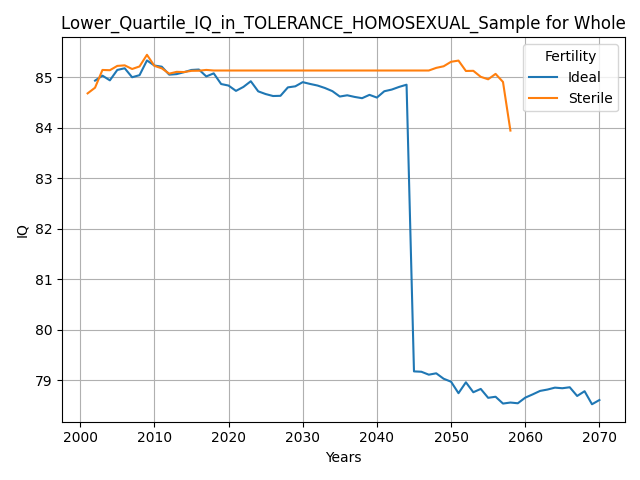 Lower_Quartile_IQ_in_TOLERANCE_HOMOSEXUAL_Sample for Whole
Fertility
Ideal
Sterile
85
84
83
82
81
80
79
IQ
2000 2010 2020 2030 2040 2050 2060 2070
Years